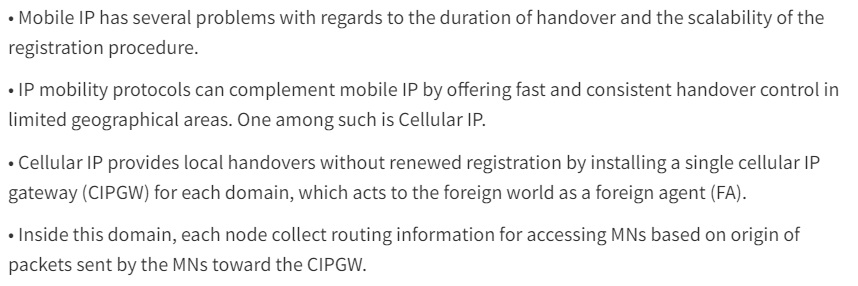 • Mobile IP has several problems with regards to the duration of handover and the scalability of the
registration procedure.
• IP mobility protocols can complement mobile IP by offering fast and consistent handover control in
limited geographical areas. One among such is Cellular IP.
• Cellular IP provides local handovers without renewed registration by installing a single cellular IP
gateway (CIPGW) for each domain, which acts to the foreign world as a foreign agent (FA).
• Inside this domain, each node collect routing information for accessing MNs based on origin of
packets sent by the MNs toward the CIPGW.